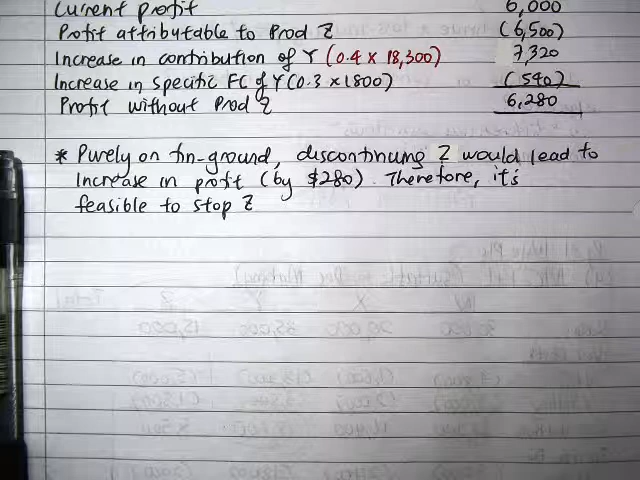 Current profit 6,000
Profit attributable to Prod Z (6,500)
Increase in contribution of Y (0.4 x 18,300) 7,320
Increase in specific FC of Y (0.3 x 1800) (540)
Profit without Prod Z 6,280
* Purely on fin-ground, discontinuing Z would lead to
Increase in profit (by $280). Therefore, it's
feasible to stop Z